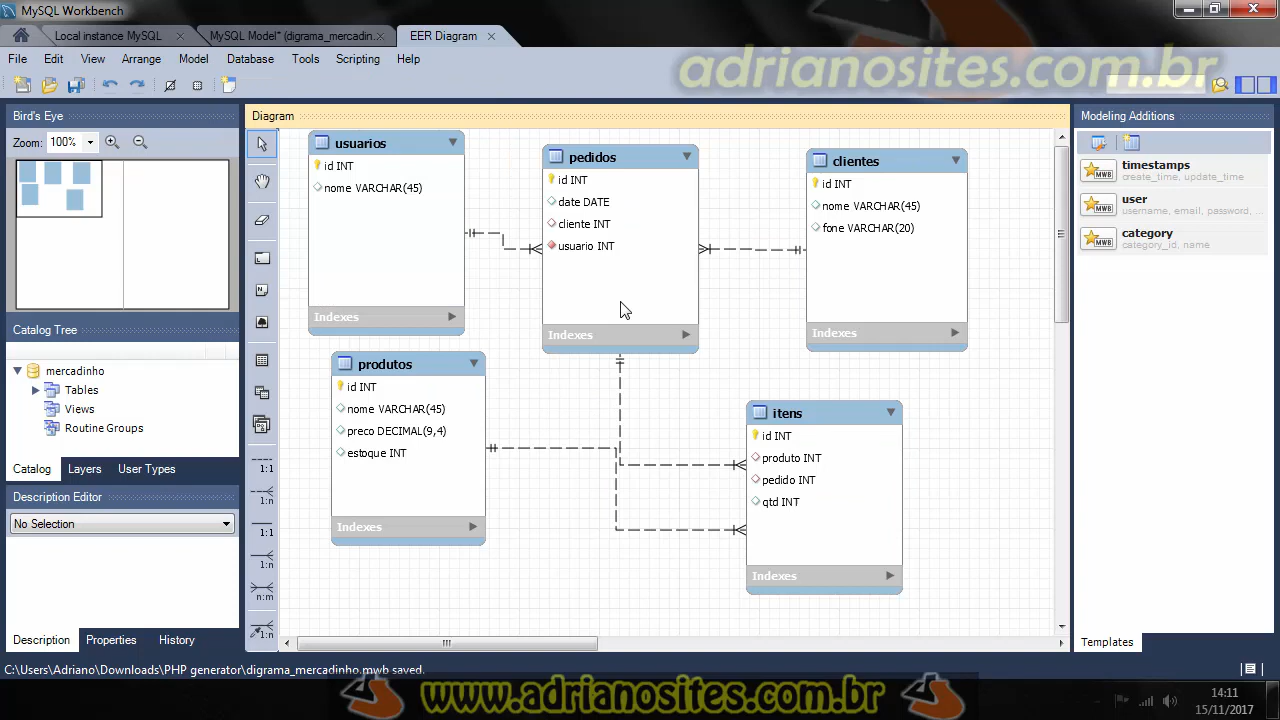 MySQL Workbench
Local instance MySQL
MySQL Model* (digrama_mercadin.
EER Diagram
File Edit View Arrange Model Database Tools Scripting Help
adrianosites.com.br
Bird's Eye
Zoom: 100%
Diagram
Modeling Additions
usuarios
id INT
nome VARCHAR(45)
Indexes
pedidos
id INT
date DATE
cliente INT
usuario INT
Indexes
clientes
id INT
nome VARCHAR(45)
fone VARCHAR(20)
Indexes
produtos
id INT
nome VARCHAR(45)
preco DECIMAL(9,4)
estoque INT
Indexes
itens
id INT
produto INT
pedido INT
qtd INT
Indexes
timestamps
create_time, update_time
user
username, email, password, ...
category
category_id, name
Catalog Tree
mercadinho
Tables
Views
Routine Groups
Catalog Layers User Types
Description Editor
No Selection
Description Properties History
1:1
1:n
1:1
1:n
n:m
1:n
Templates
C:\Users\Adriano\Downloads\PHP generator\digrama_mercadinho.mwb saved.
www.adrianosites.com.br
14:11
15/11/2017
MWB
MWB
MWB